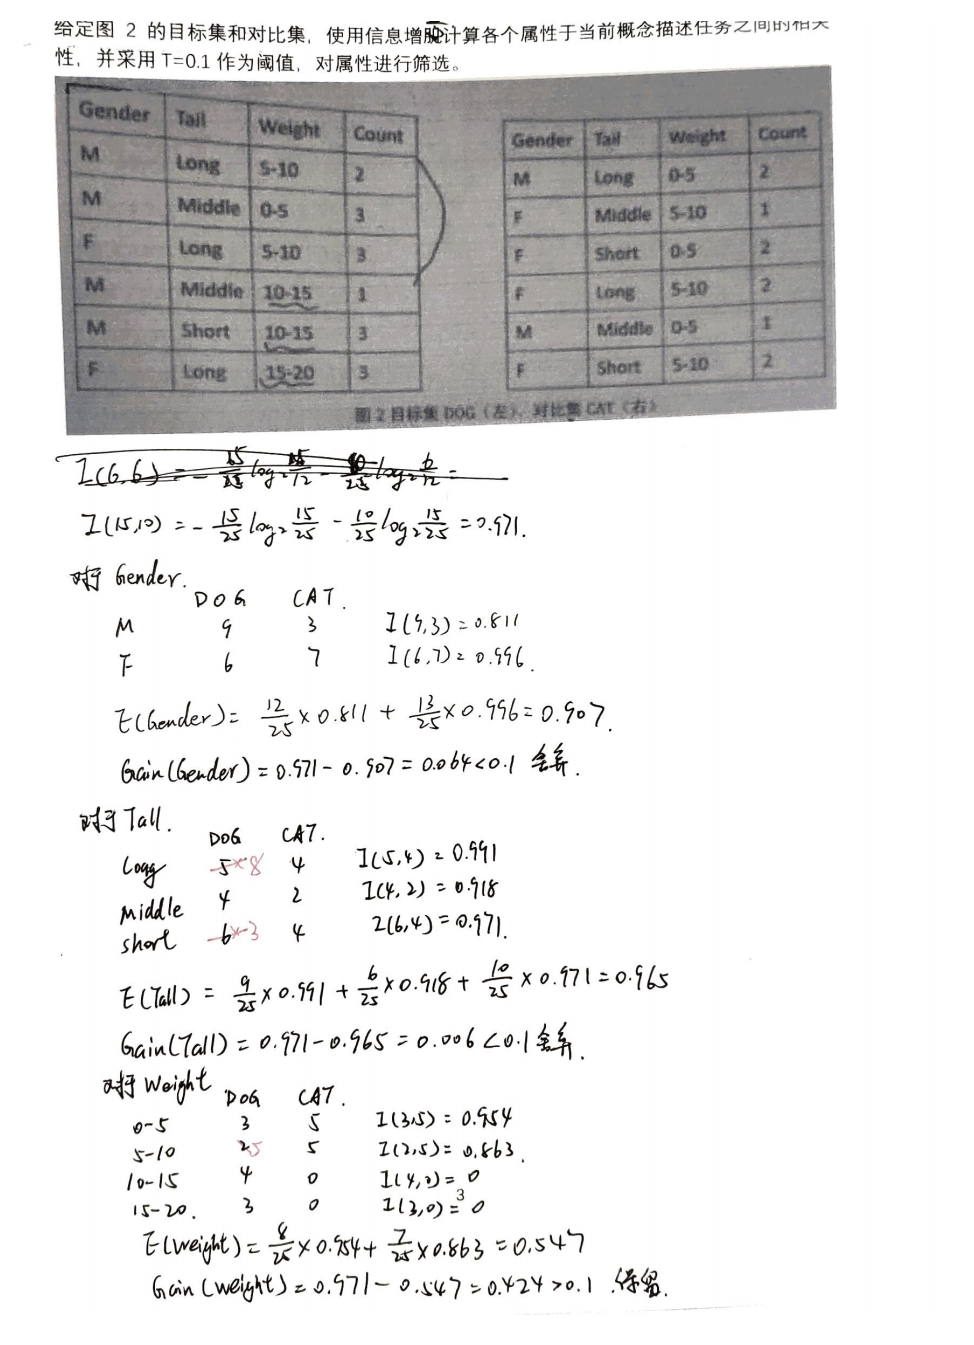 给定图 2 的目标集和对比集，使用信息增益计算各个属性于当前概念描述任务之间的相关
性，并采用 T=0.1 作为阈值，对属性进行筛选。
Gender Tail Weight Count
M Long 5-10 2
M Middle 0-5 3
F Long 5-10 3
M Middle 10-15 1
M Short 10-15 3
F Long 15-20 3
Gender Tail Weight Count
M Long 0-5 2
F Middle 5-10 1
F Short 0-5 2
F Long 5-10 2
M Middle 0-5 1
F Short 5-10 2
图 2 目标集 DOG（左），对比集 CAT（右）
I(15,10) = -15/25 log₂ 15/25 - 10/25 log₂ 15/25 = 0.971.
对于 Gender.
DOG CAT.
M 9 3 I(9,3) = 0.811
F 6 7 I(6,7) = 0.996.
E(Gender) = 12/25 × 0.811 + 13/25 × 0.996 = 0.907.
Gain(Gender) = 0.971 - 0.907 = 0.064 < 0.1 舍弃.
对于 Tall.
DOG CAT.
Long 5 × 8 4 I(5,4) = 0.991
Middle 4 2 I(4,2) = 0.918
short 6 × 3 4 I(6,4) = 0.971.
E(Tall) = 9/25 × 0.991 + 6/25 × 0.918 + 10/25 × 0.971 = 0.965
Gain(Tall) = 0.971 - 0.965 = 0.006 < 0.1 舍弃.
对于 Weight
DOG CAT.
0-5 3 5 I(3,5) = 0.954
5-10 2 5 5 I(2,5) = 0.863.
10-15 4 0 I(4,0) = 0
15-20. 3 0 I(3,0) = 0
3
E(weight) = 8/25 × 0.954 + 7/25 × 0.863 = 0.547
Gain(weight) = 0.971 - 0.547 = 0.424 > 0.1 保留.